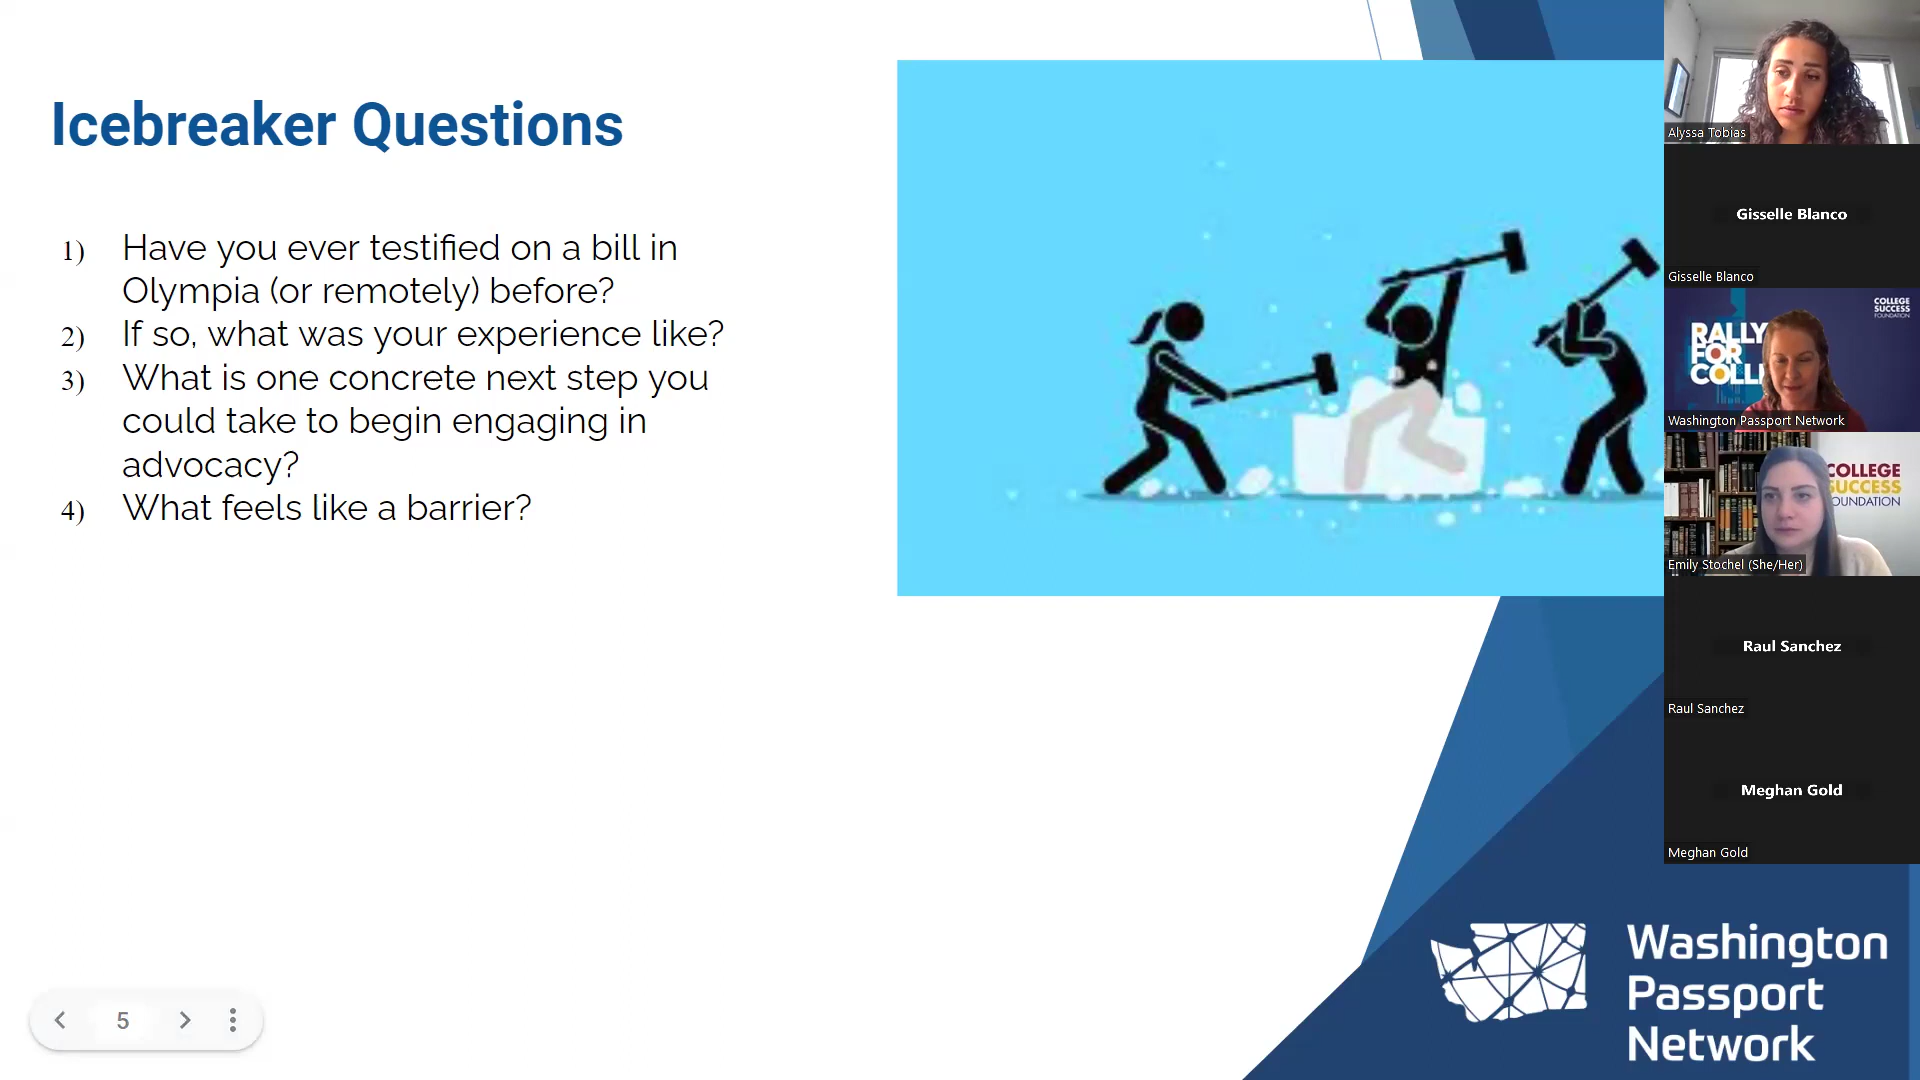 Icebreaker Questions
1) Have you ever testified on a bill in
Olympia (or remotely) before?
2) If so, what was your experience like?
3) What is one concrete next step you
could take to begin engaging in
advocacy?
4) What feels like a barrier?
5
Alyssa Tobias
Gisselle Blanco
Gisselle Blanco
RALLY
FOR
COLL
COLLEGE
SUCCESS
FOUNDATION
Washington Passport Network
COLLEGE
SUCCESS
OUNDATION
Emily Stochel (She/Her)
Raul Sanchez
Raul Sanchez
Meghan Gold
Meghan Gold
Washington
Passport
Network